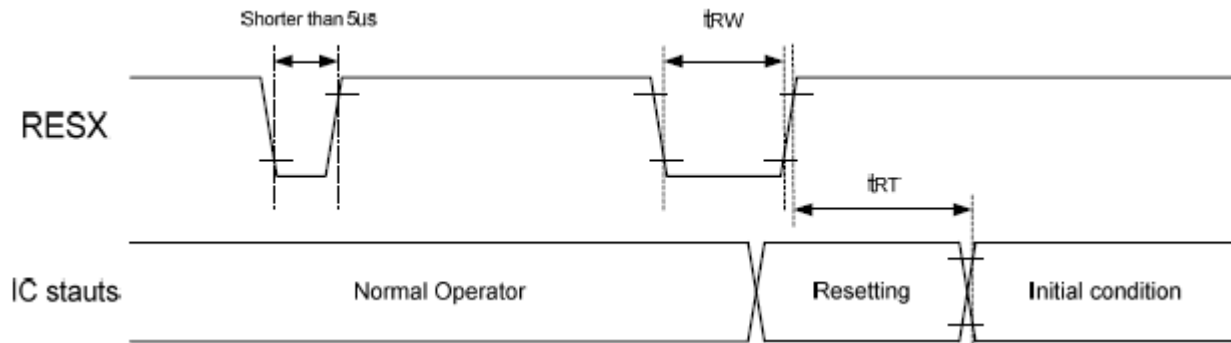 Shorter than 5us
tRW
RESX
tRT
IC stauts
Normal Operator
Resetting
Initial condition